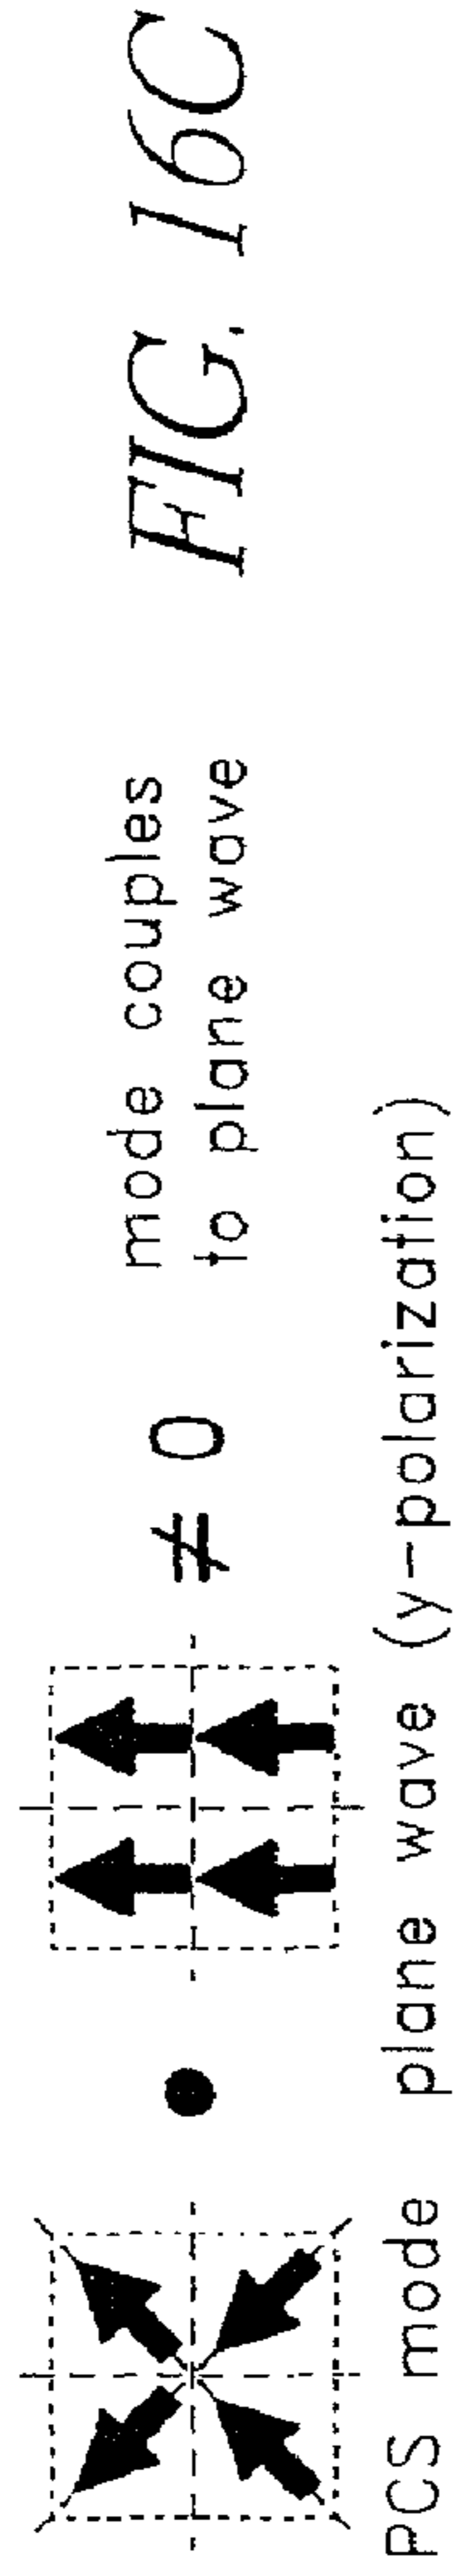 ≠ 0
mode couples
to plane wave
PCS mode
plane wave (y-polarization)
FIG. 16C